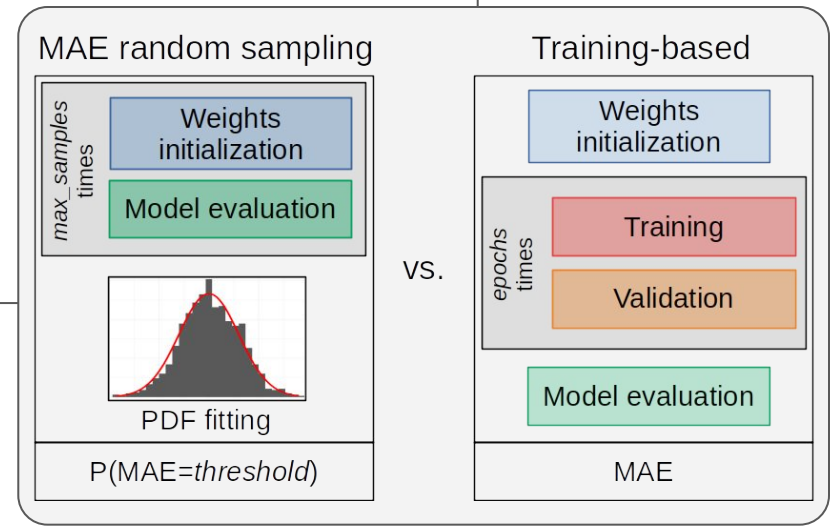 MAE random sampling
max_samples
times
Weights
initialization
Model evaluation
PDF fitting
P(MAE=threshold)
vs.
Training-based
Weights
initialization
epochs
times
Training
Validation
Model evaluation
MAE